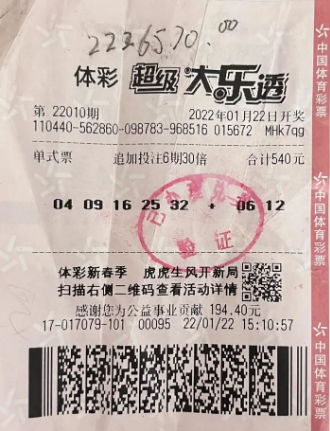 2226570.00
体彩 超级大乐透
第 22010期 2022年01月22日开奖
110440-562860-098783-968516 015672 MHk7qg
单式票 追加投注6期30倍 合计540元
04 09 16 25 32 + 06 12
验证
体彩新春季 虎虎生风开新局
扫描右侧二维码查看活动详情
感谢您为公益事业贡献 194.40元
17-017079-101 00095 22/01/22 15:10:57
中国体育彩票
中国体育彩票
中国体育彩票